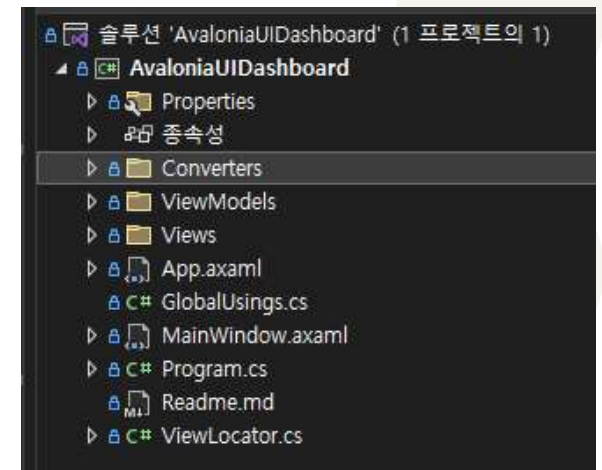 솔루션 'AvaloniaUIDashboard' (1 프로젝트의 1)
C# AvaloniaUIDashboard
Properties
종속성
Converters
ViewModels
Views
App.axaml
C# GlobalUsings.cs
MainWindow.axaml
C# Program.cs
M↓ Readme.md
C# ViewLocator.cs